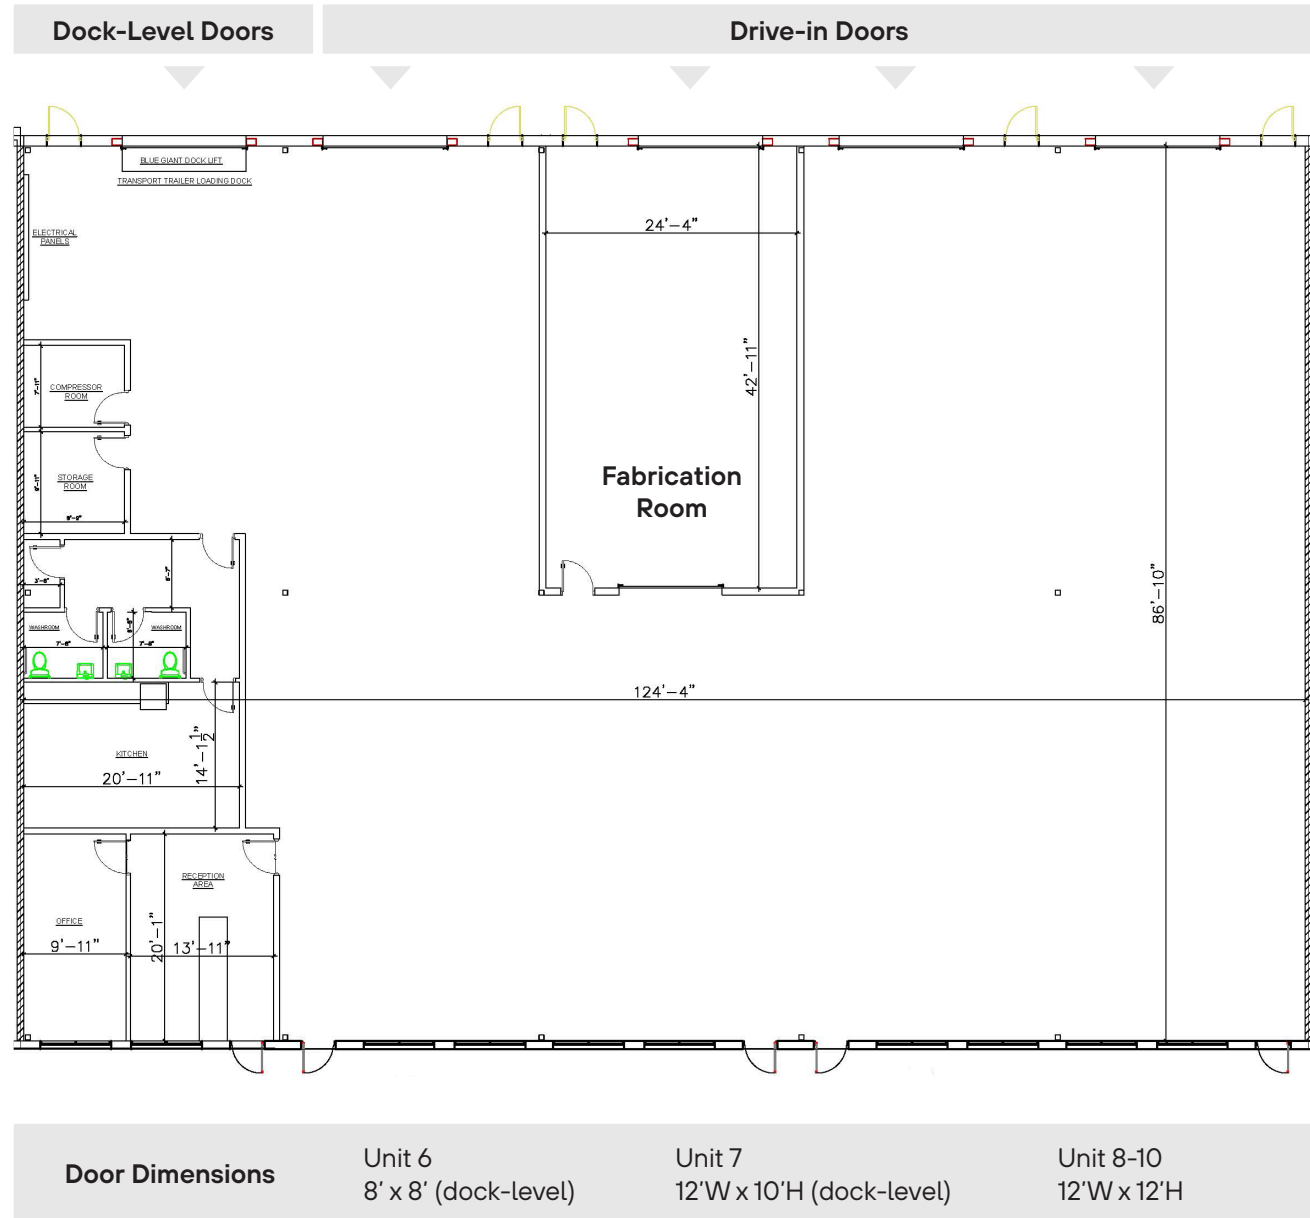 Dock-Level Doors
Drive-in Doors
BLUE GIANT DOCK LIFT
TRANSPORT TRAILER LOADING DOCK
ELECTRICAL
PANELS
24'–4"
42'–11"
7'-11"
COMPRESSOR
ROOM
STORAGE
ROOM
Fabrication
Room
86'–10"
WASHROOM
WASHROOM
124'–4"
KITCHEN
20'–11"
14'–1 1/2"
RECEPTION
AREA
OFFICE
9'–11"
20'–1"
13'–11"
Door Dimensions
Unit 6
8' x 8' (dock-level)
Unit 7
12'W x 10'H (dock-level)
Unit 8-10
12'W x 12'H